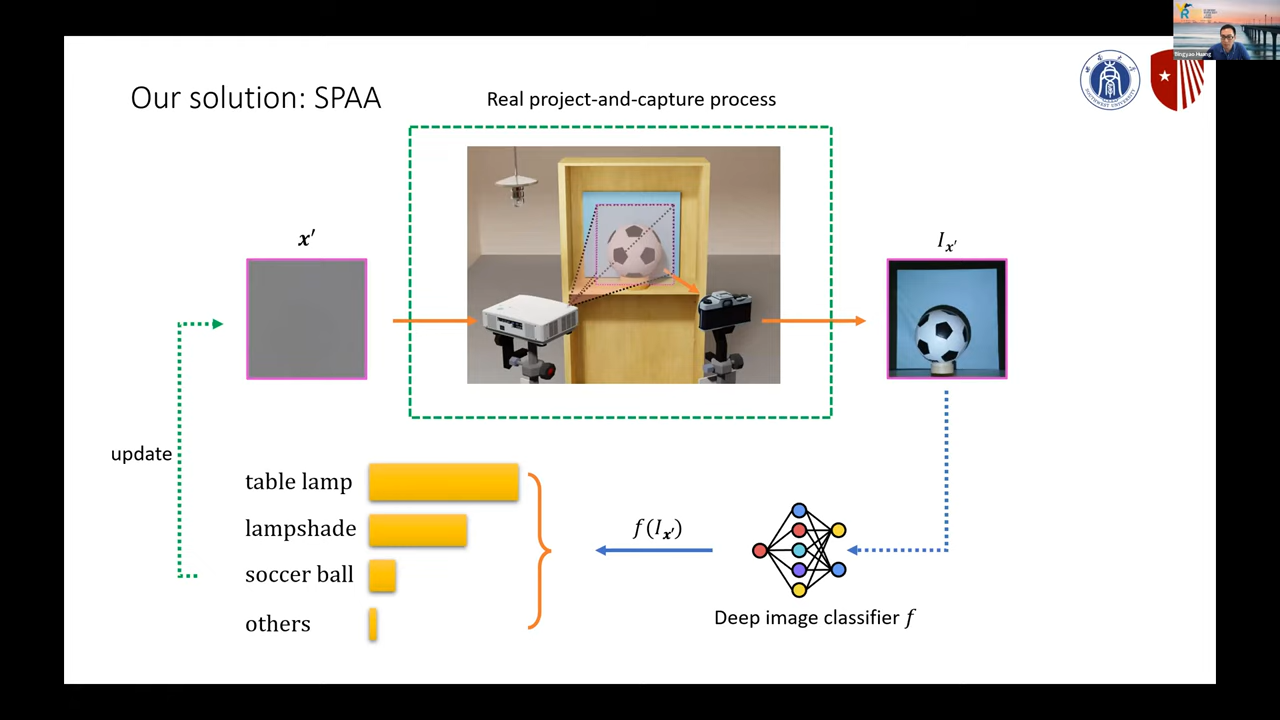 Our solution: SPAA
Real project-and-capture process
x′
I_x′
update
table lamp
lampshade
soccer ball
others
f(I_x′)
Deep image classifier f